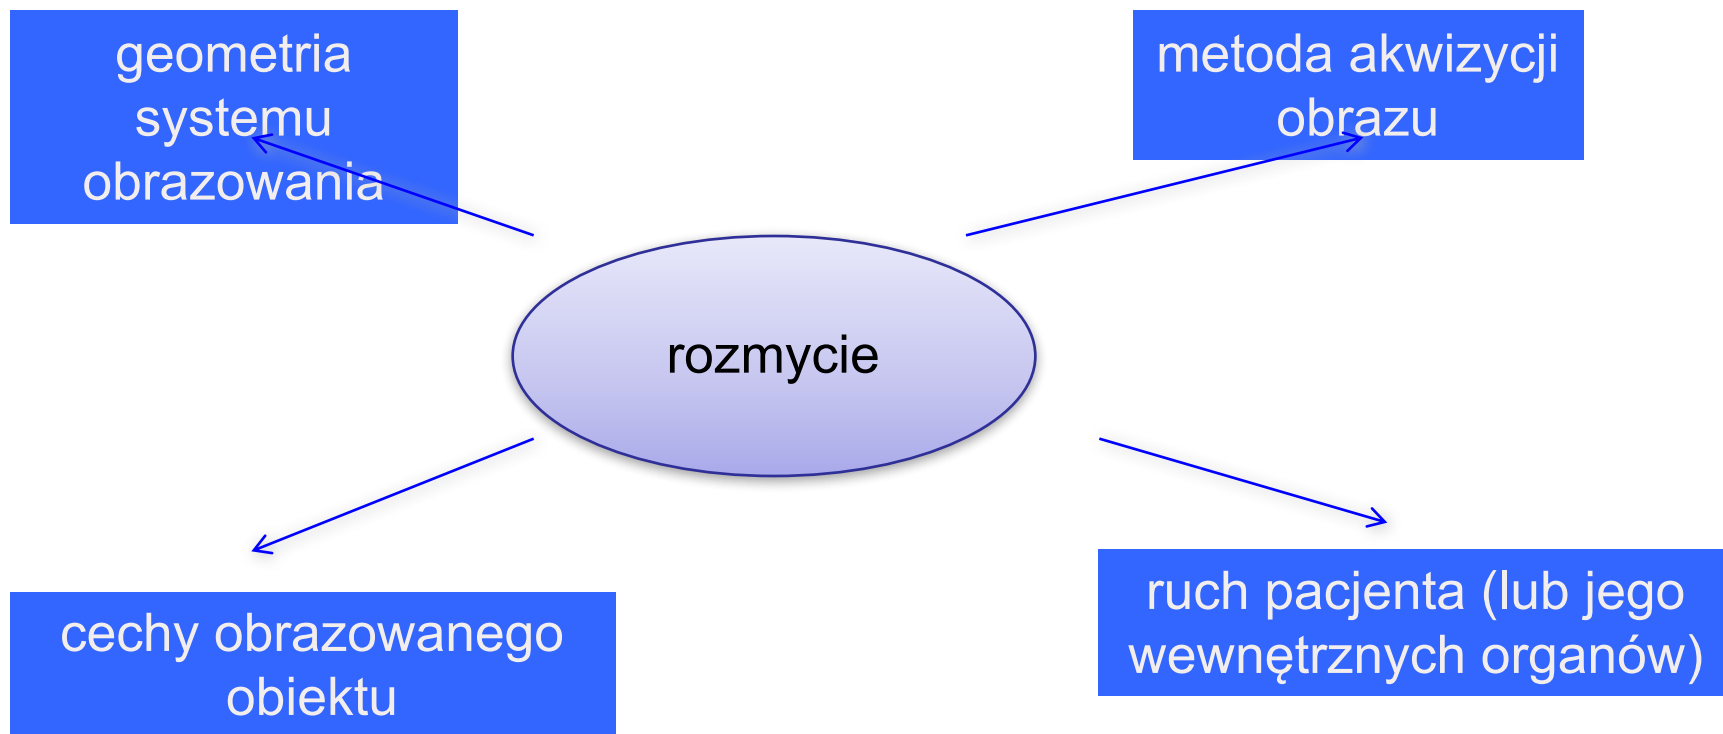 geometria
systemu
obrazowania
metoda akwizycji
obrazu
rozmycie
cechy obrazowanego
obiektu
ruch pacjenta (lub jego
wewnętrznych organów)